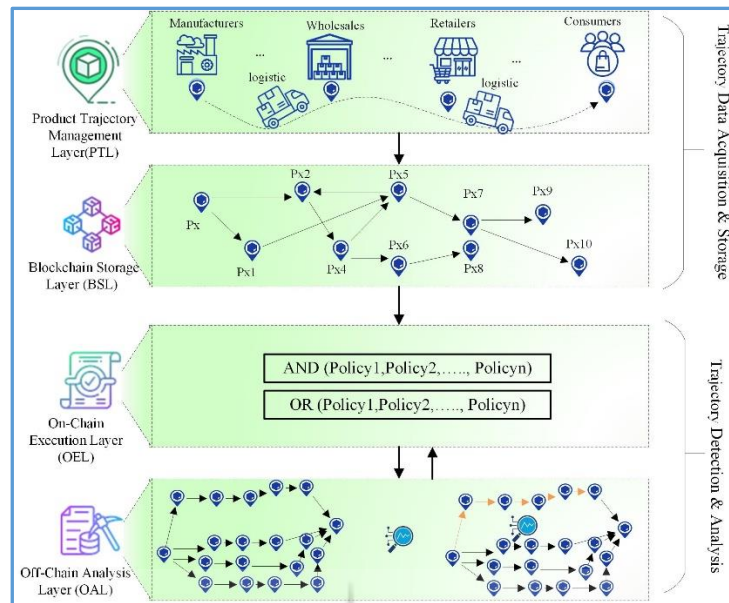 Manufacturers
...
Wholesales
...
Retailers
Consumers
logistic
logistic
Product Trajectory
Management
Layer(PTL)
Trajectory Data Acquisition & Storage
Px
Px2
Px5
Px7
Px9
Px1
Px4
Px6
Px8
Px10
Blockchain Storage
Layer (BSL)
AND (Policy1,Policy2,....., Policyn)
OR (Policy1,Policy2,....., Policyn)
On-Chain
Execution Layer
(OEL)
Trajectory Detection & Analysis
Off-Chain Analysis
Layer (OAL)